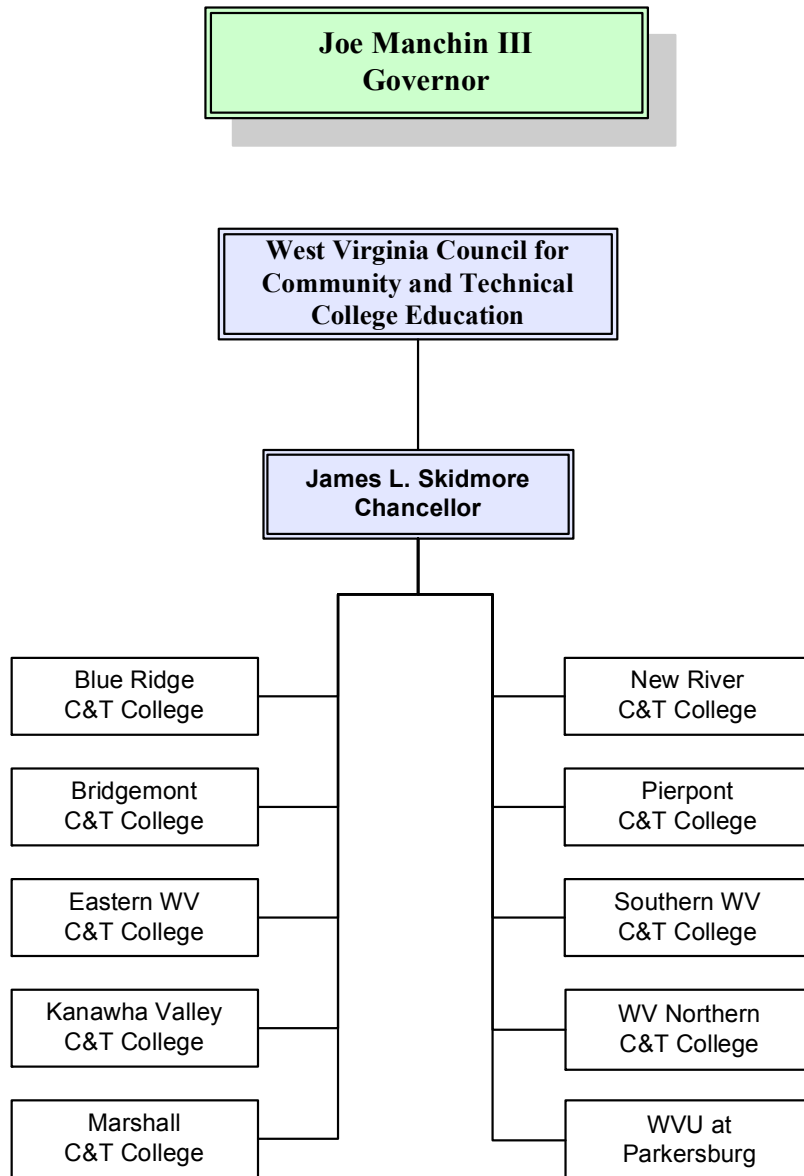 Joe Manchin III
Governor
West Virginia Council for
Community and Technical
College Education
James L. Skidmore
Chancellor
Blue Ridge
C&T College
Bridgemont
C&T College
Eastern WV
C&T College
Kanawha Valley
C&T College
Marshall
C&T College
New River
C&T College
Pierpont
C&T College
Southern WV
C&T College
WV Northern
C&T College
WVU at
Parkersburg